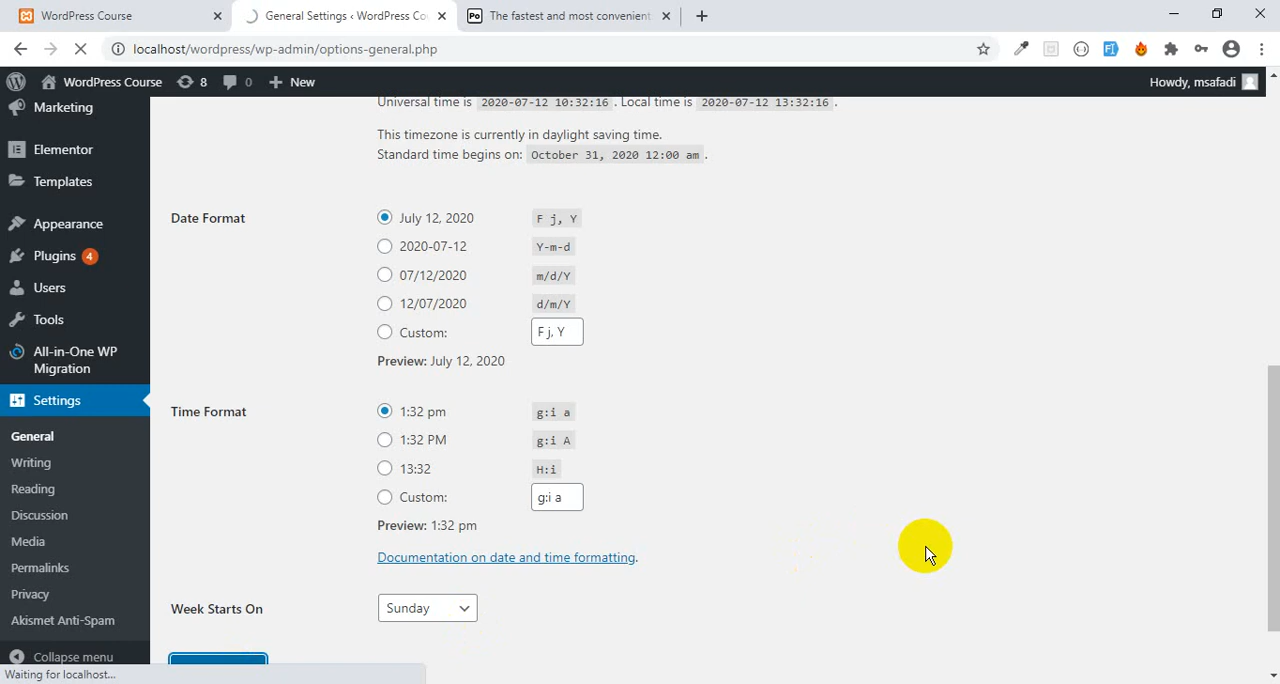 WordPress Course
General Settings ‹ WordPress Co
Po
The fastest and most convenient
localhost/wordpress/wp-admin/options-general.php
WordPress Course
8
0
New
Howdy, msafadi
Marketing
Elementor
Templates
Appearance
Plugins 4
Users
Tools
All-in-One WP
Migration
Settings
General
Writing
Reading
Discussion
Media
Permalinks
Privacy
Akismet Anti-Spam
Collapse menu
Universal time is 2020-07-12 10:32:16 . Local time is 2020-07-12 13:32:16 .
This timezone is currently in daylight saving time.
Standard time begins on: October 31, 2020 12:00 am .
Date Format
July 12, 2020 F j, Y
2020-07-12 Y-m-d
07/12/2020 m/d/Y
12/07/2020 d/m/Y
Custom: F j, Y
Preview: July 12, 2020
Time Format
1:32 pm g:i a
1:32 PM g:i A
13:32 H:i
Custom: g:i a
Preview: 1:32 pm
Documentation on date and time formatting.
Week Starts On
Sunday
Waiting for localhost...